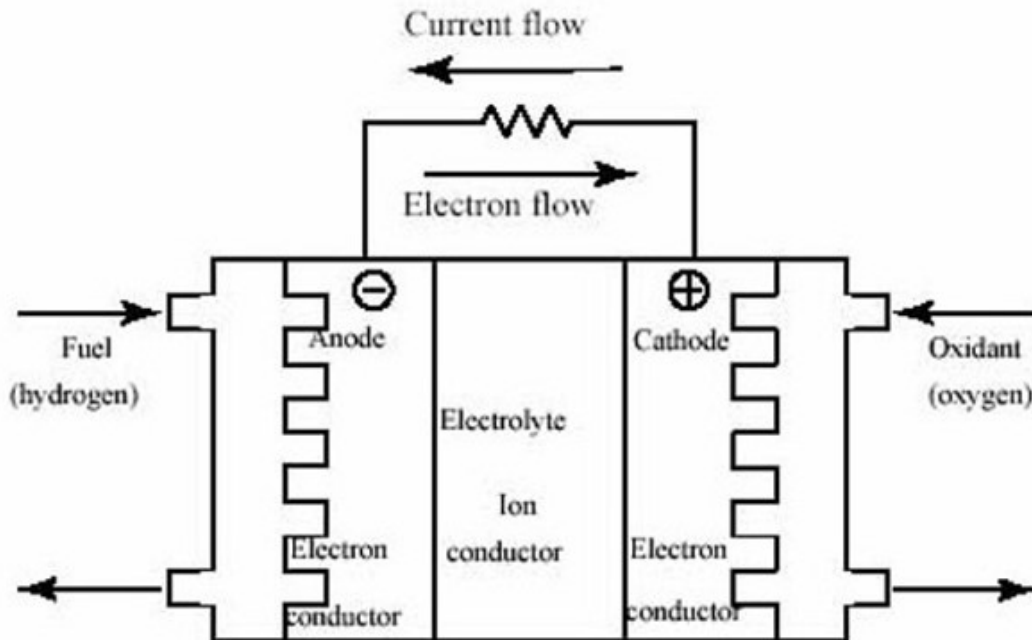 Current flow
Electron flow
Anode
Cathode
Fuel
(hydrogen)
Oxidant
(oxygen)
Electrolyte
Ion
conductor
Electron
conductor
Electron
conductor